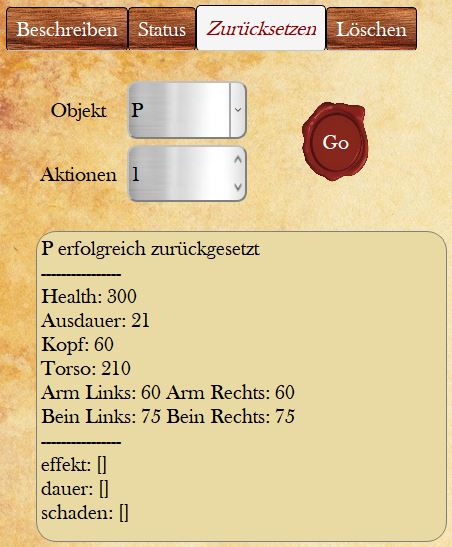 Beschreiben Status Zurücksetzen Löschen
Objekt P
Go
Aktionen 1
P erfolgreich zurückgesetzt
----------------
Health: 300
Ausdauer: 21
Kopf: 60
Torso: 210
Arm Links: 60 Arm Rechts: 60
Bein Links: 75 Bein Rechts: 75
----------------
effekt: []
dauer: []
schaden: []